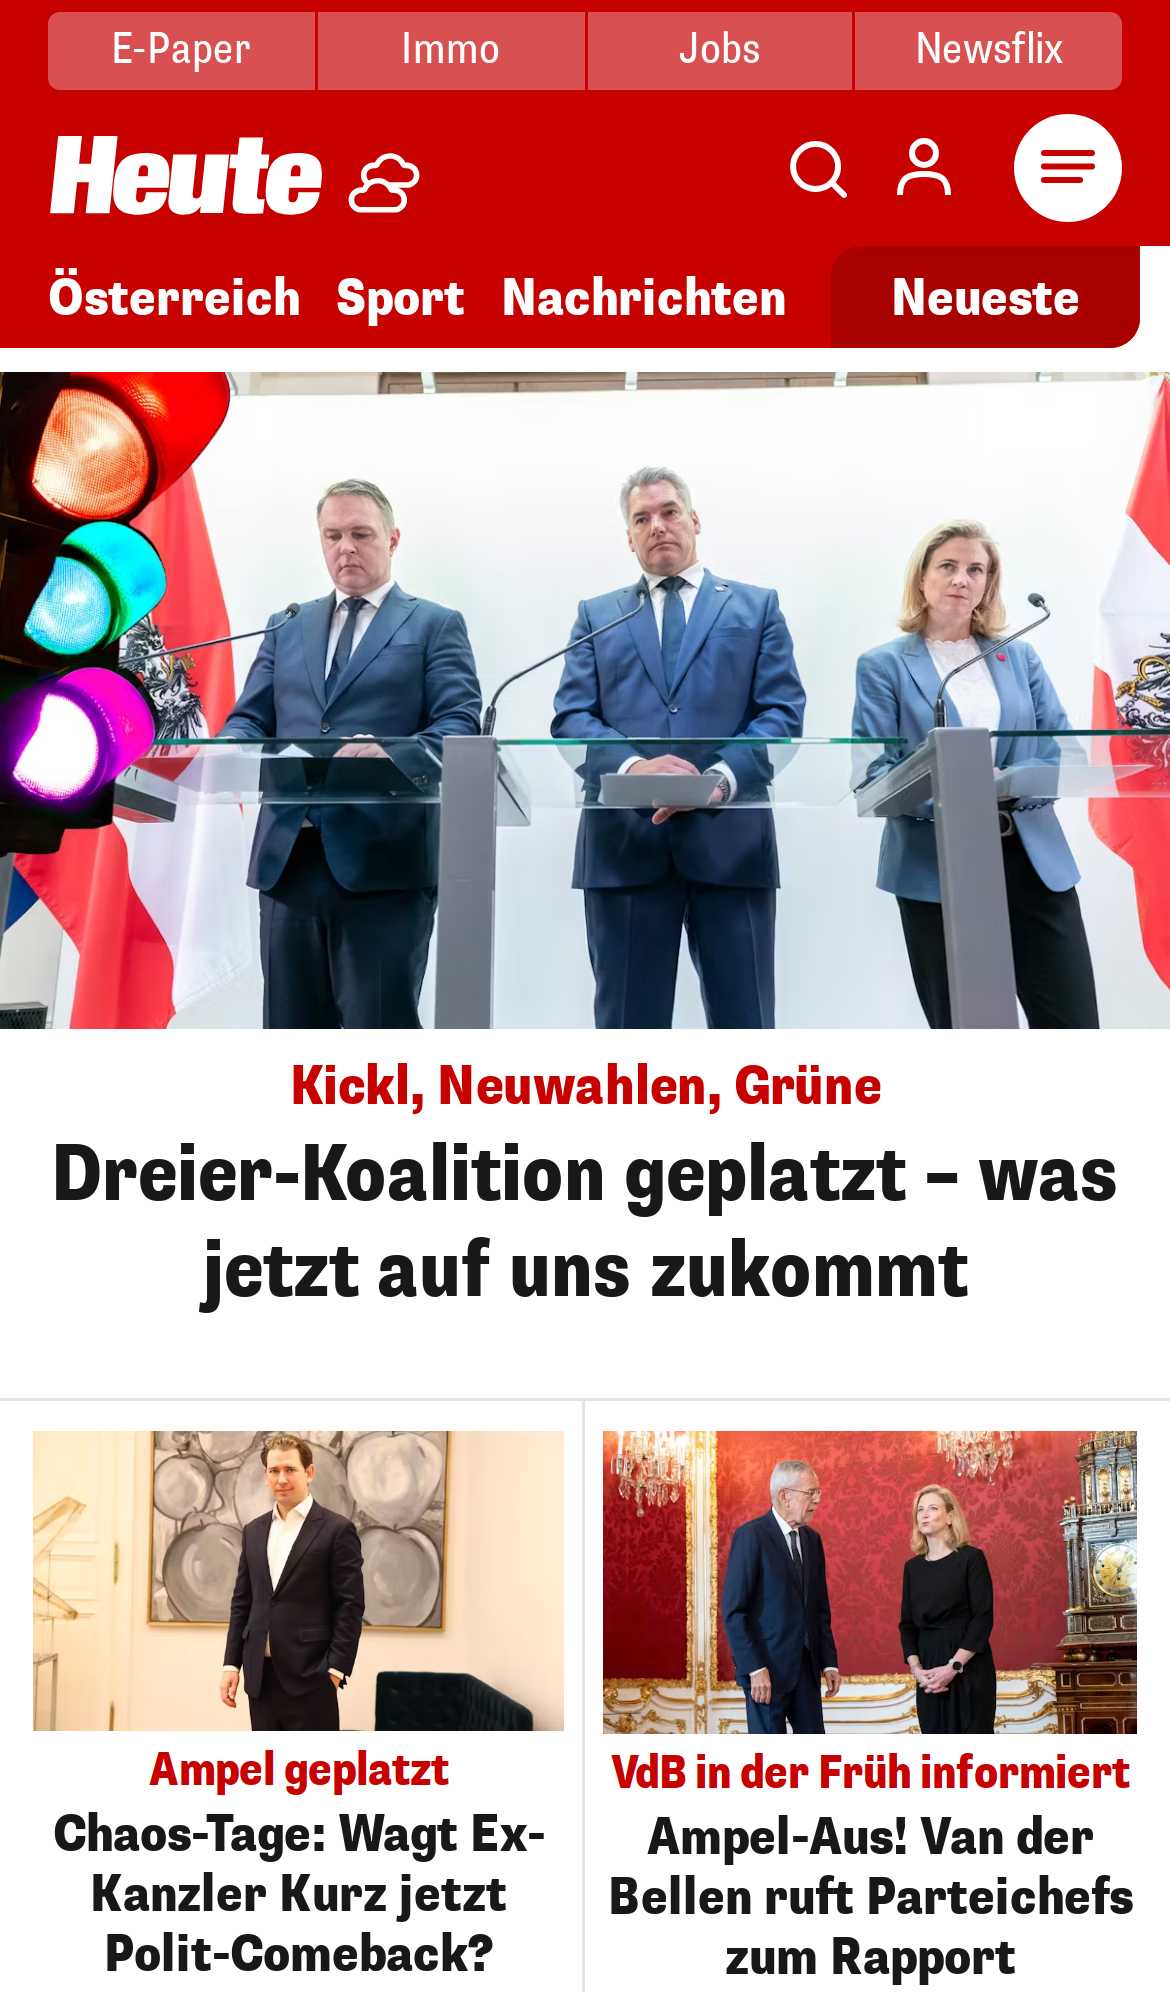 E-Paper
Immo
Jobs
Newsflix
Heute
Österreich
Sport
Nachrichten
Neueste
Kickl, Neuwahlen, Grüne
Dreier-Koalition geplatzt – was
jetzt auf uns zukommt
Ampel geplatzt
Chaos-Tage: Wagt Ex-
Kanzler Kurz jetzt
Polit-Comeback?
VdB in der Früh informiert
Ampel-Aus! Van der
Bellen ruft Parteichefs
zum Rapport